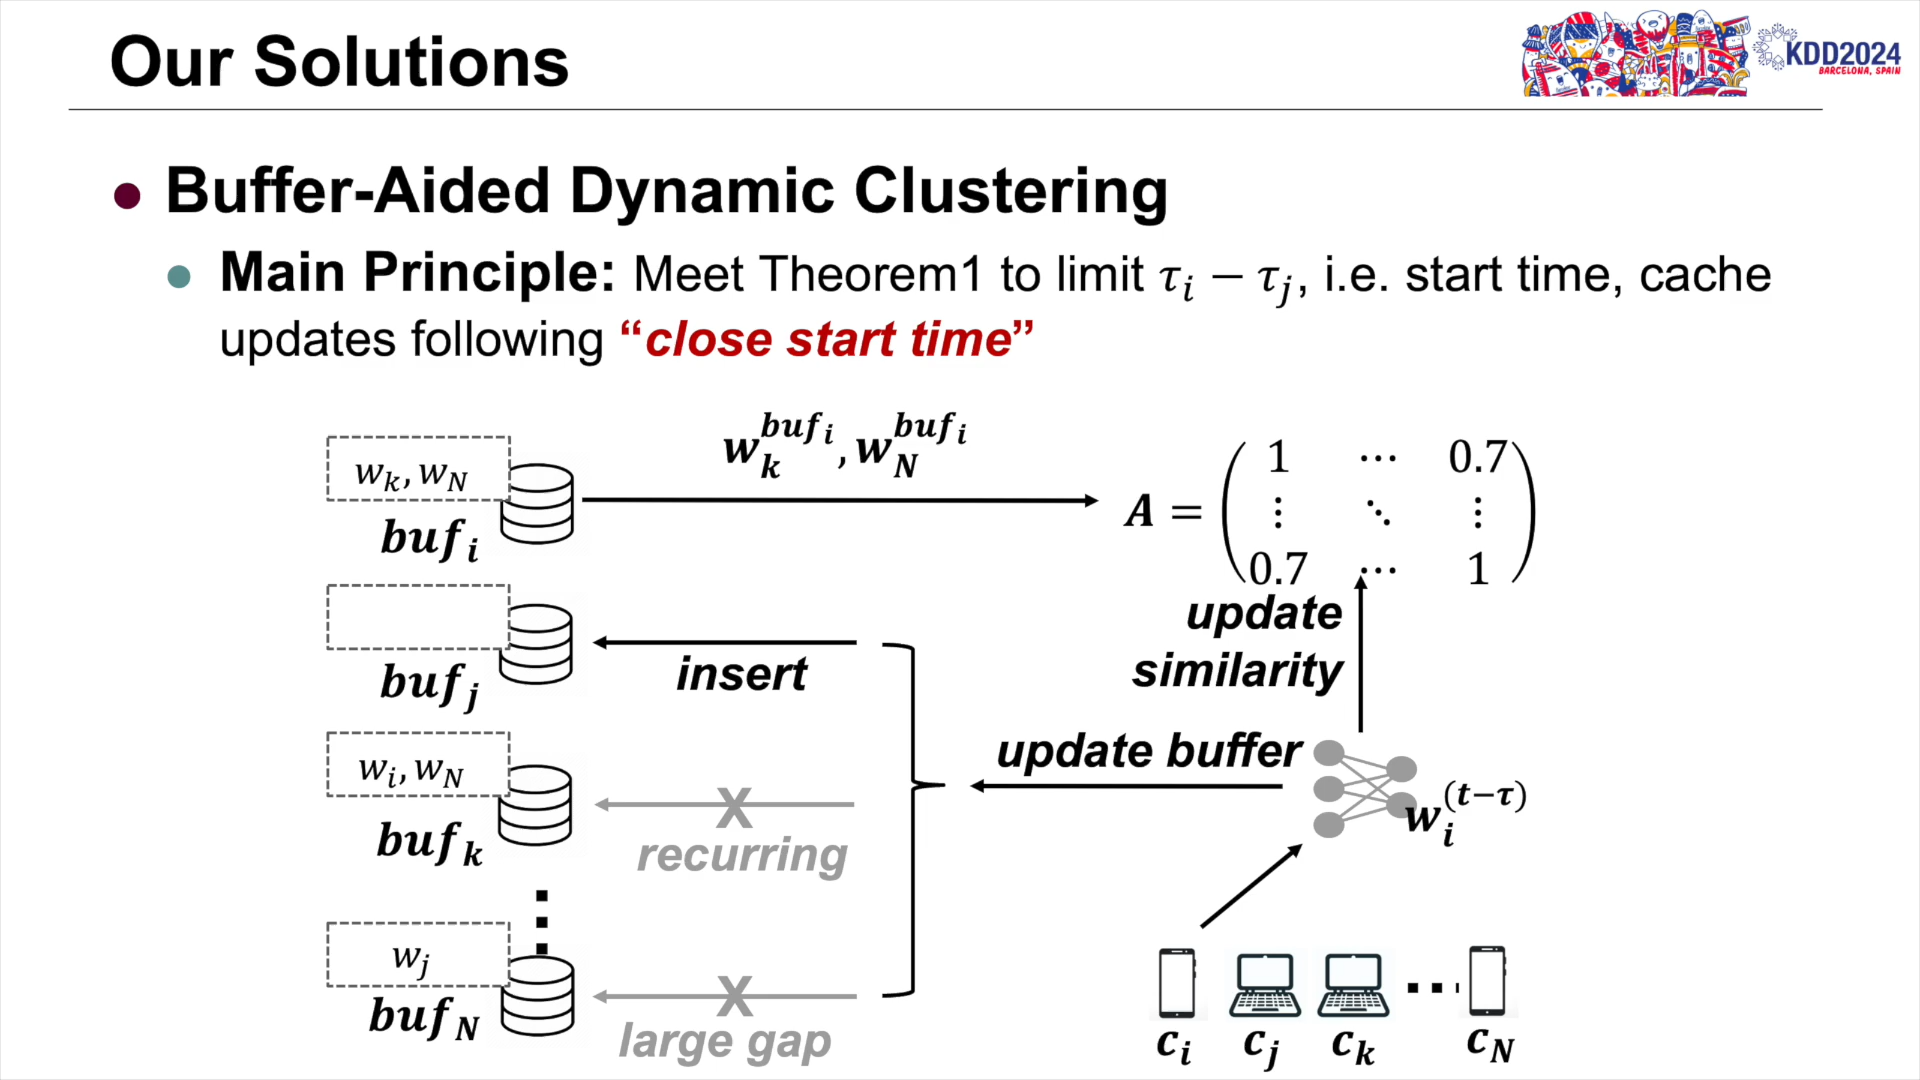 Our Solutions
KDD2024
BARCELONA, SPAIN
Buffer-Aided Dynamic Clustering
Main Principle: Meet Theorem1 to limit τ_i − τ_j, i.e. start time, cache
updates following “close start time”
w_k, w_N
buf_i
w_k^{buf_i}, w_N^{buf_i}
A = ( 1 ⋯ 0.7
⋮ ⋱ ⋮
0.7 ⋯ 1 )
buf_j
insert
update
similarity
w_i, w_N
buf_k
recurring
update buffer
w_i^{(t−τ)}
w_j
buf_N
large gap
c_i c_j c_k ⋯ c_N